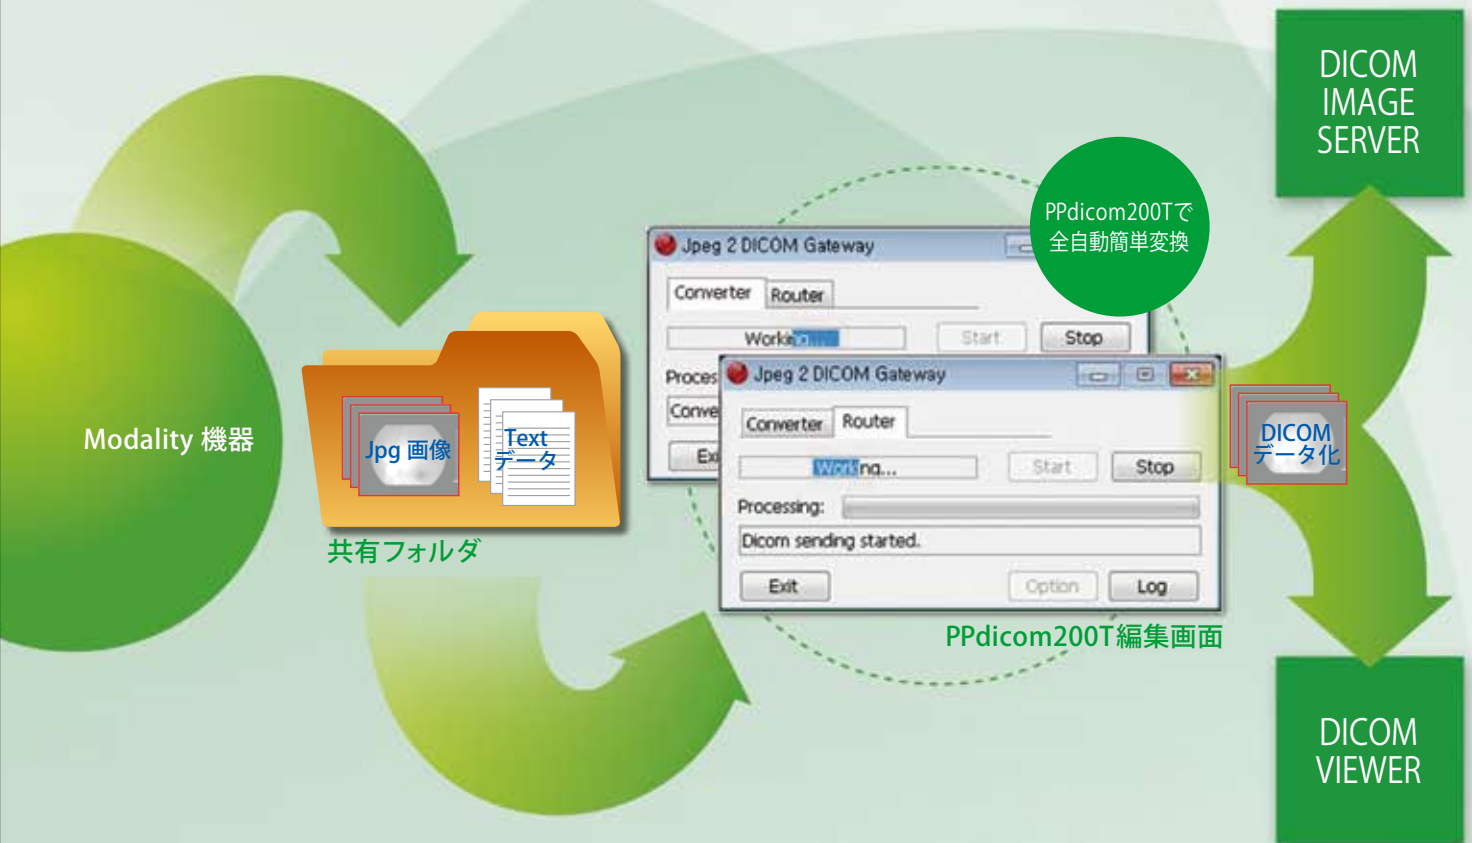 Modality 機器
Jpg 画像
Text
データ
共有フォルダ
Jpeg 2 DICOM Gateway
Converter
Router
Working...
Start
Stop
Jpeg 2 DICOM Gateway
Converter
Router
Working...
Start
Stop
Processing:
Dicom sending started.
Exit
Option
Log
PPdicom200T編集画面
PPdicom200Tで
全自動簡単変換
DICOM
データ化
DICOM
IMAGE
SERVER
DICOM
VIEWER